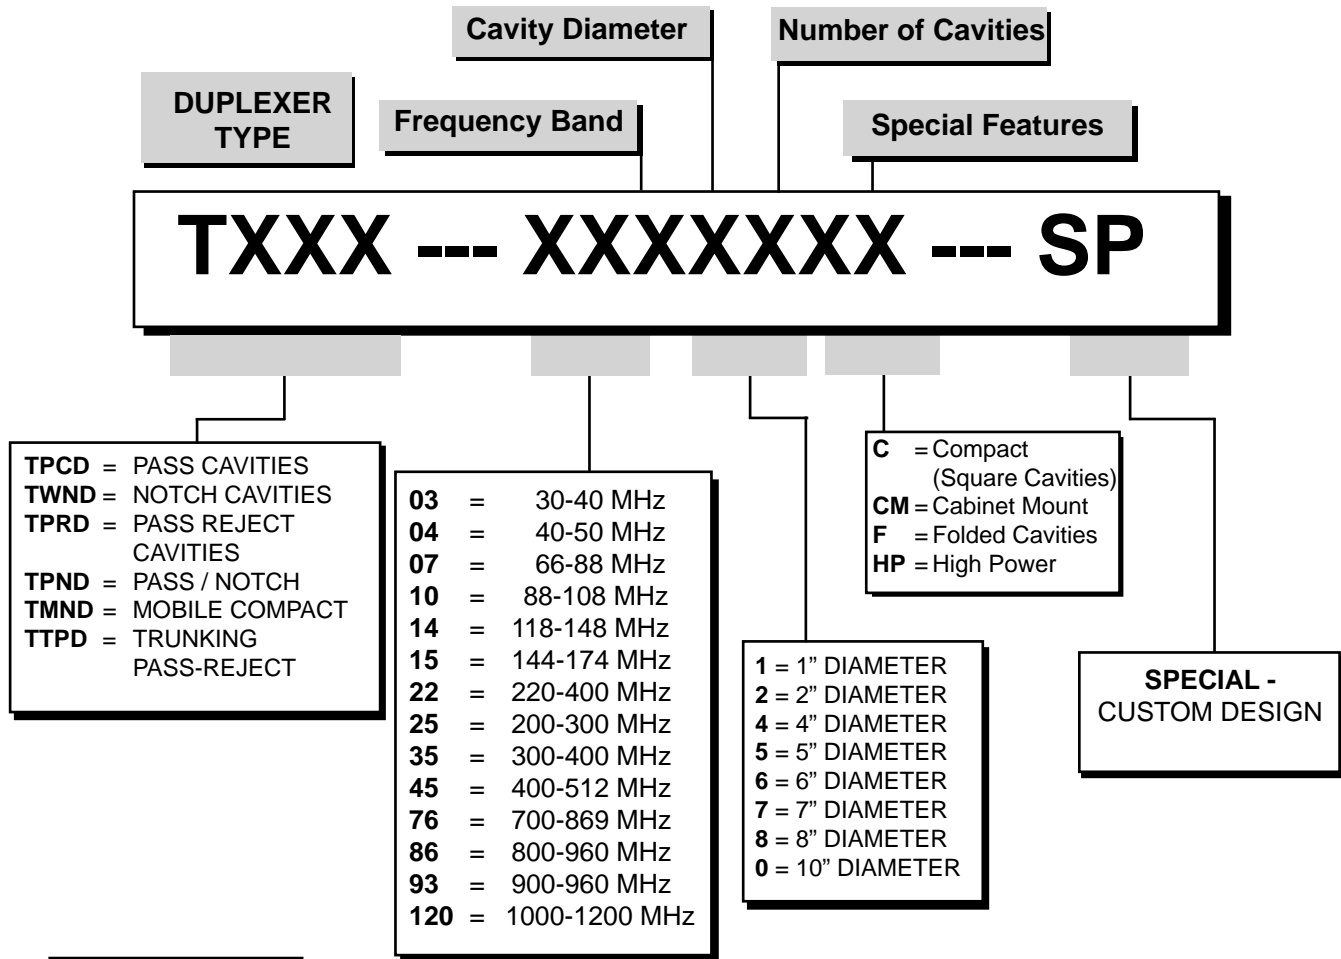 Cavity Diameter
Number of Cavities
DUPLEXER
TYPE
Frequency Band
Special Features
TXXX --- XXXXXXX --- SP
TPCD = PASS CAVITIES
TWND = NOTCH CAVITIES
TPRD = PASS REJECT
CAVITIES
TPND = PASS / NOTCH
TMND = MOBILE COMPACT
TTPD = TRUNKING
PASS-REJECT
03 = 30-40 MHz
04 = 40-50 MHz
07 = 66-88 MHz
10 = 88-108 MHz
14 = 118-148 MHz
15 = 144-174 MHz
22 = 220-400 MHz
25 = 200-300 MHz
35 = 300-400 MHz
45 = 400-512 MHz
76 = 700-869 MHz
86 = 800-960 MHz
93 = 900-960 MHz
120 = 1000-1200 MHz
1 = 1” DIAMETER
2 = 2” DIAMETER
4 = 4” DIAMETER
5 = 5” DIAMETER
6 = 6” DIAMETER
7 = 7” DIAMETER
8 = 8” DIAMETER
0 = 10” DIAMETER
C = Compact
(Square Cavities)
CM = Cabinet Mount
F = Folded Cavities
HP = High Power
SPECIAL -
CUSTOM DESIGN